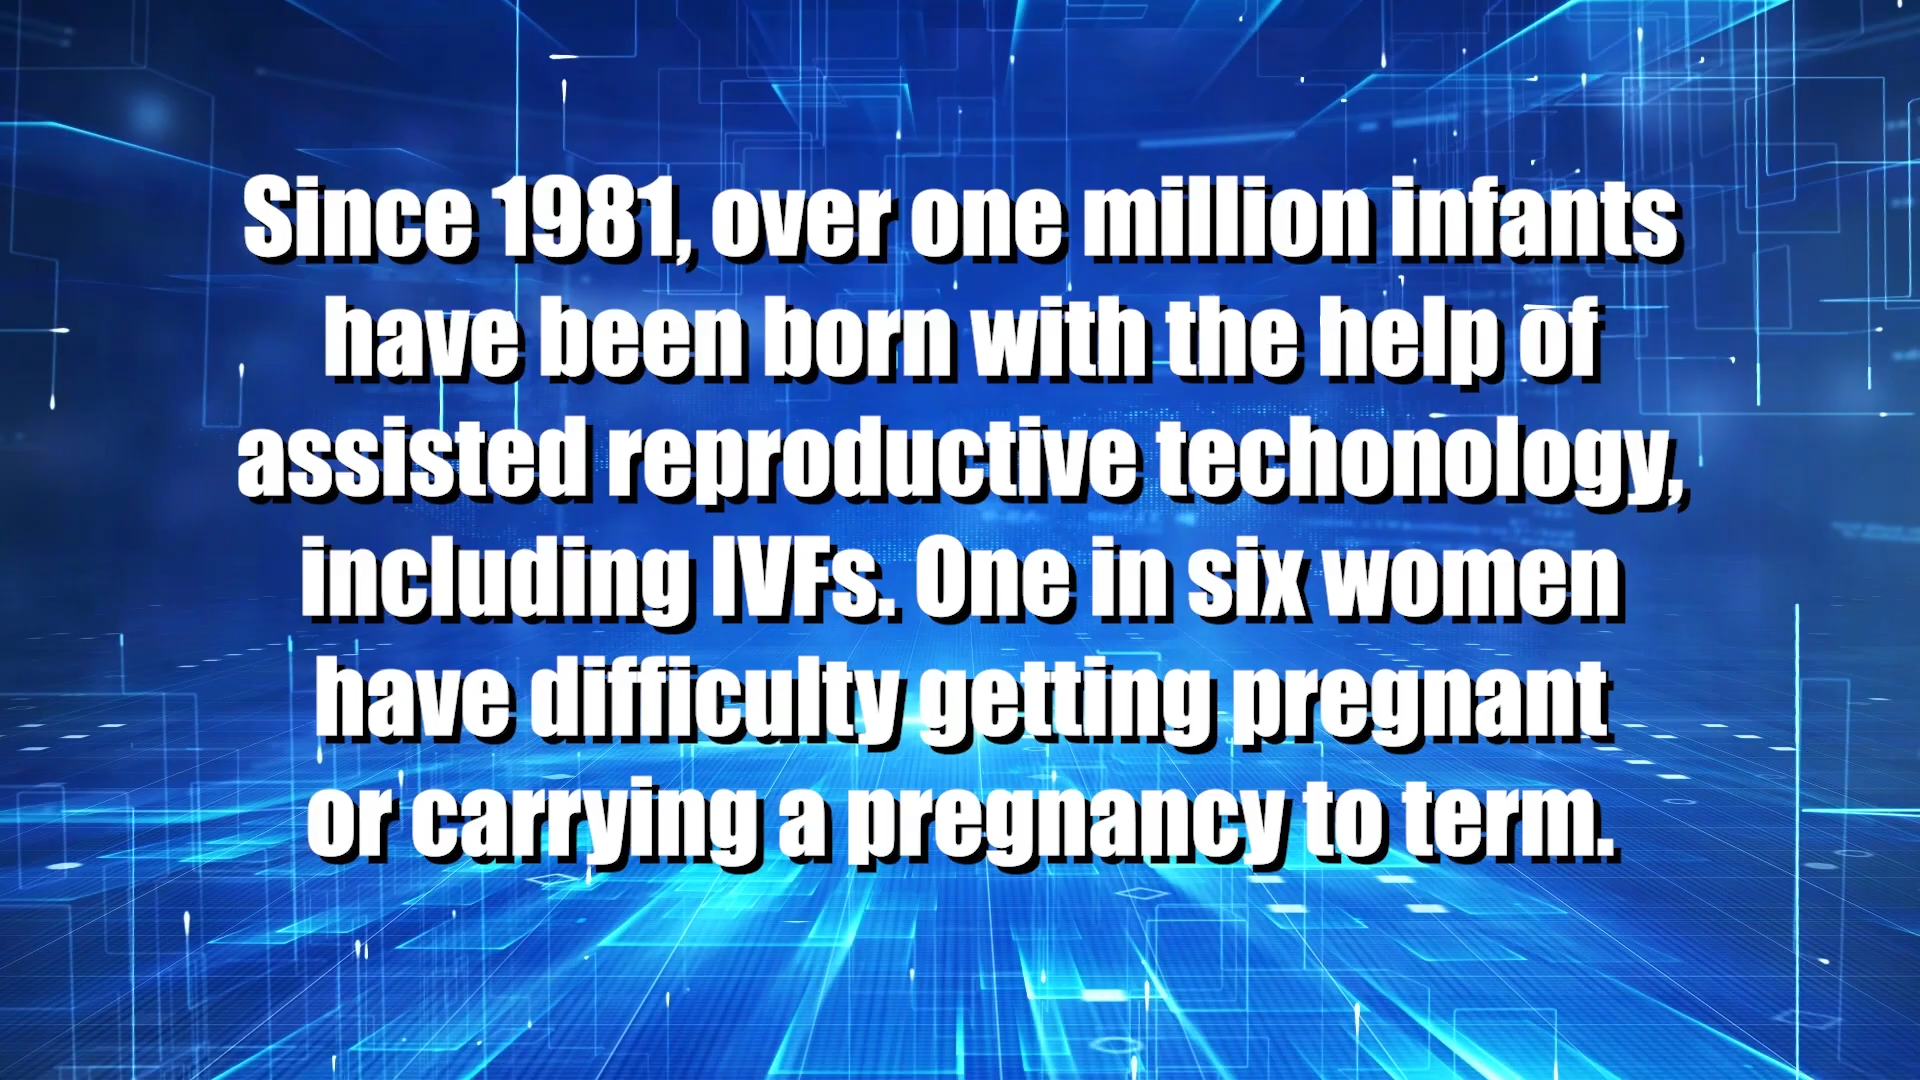 Since 1981, over one million infants
have been born with the help of
assisted reproductive techonology,
including IVFs. One in six women
have difficulty getting pregnant
or carrying a pregnancy to term.